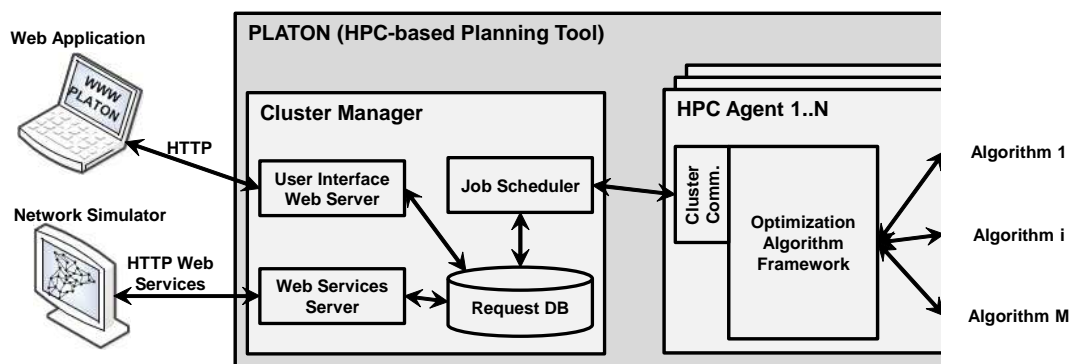 Web Application
WWW
PLATON
HTTP
Network Simulator
HTTP Web
Services
PLATON (HPC-based Planning Tool)
Cluster Manager
User Interface
Web Server
Job Scheduler
Web Services
Server
Request DB
HPC Agent 1..N
Cluster
Comm.
Optimization
Algorithm
Framework
Algorithm 1
Algorithm i
Algorithm M